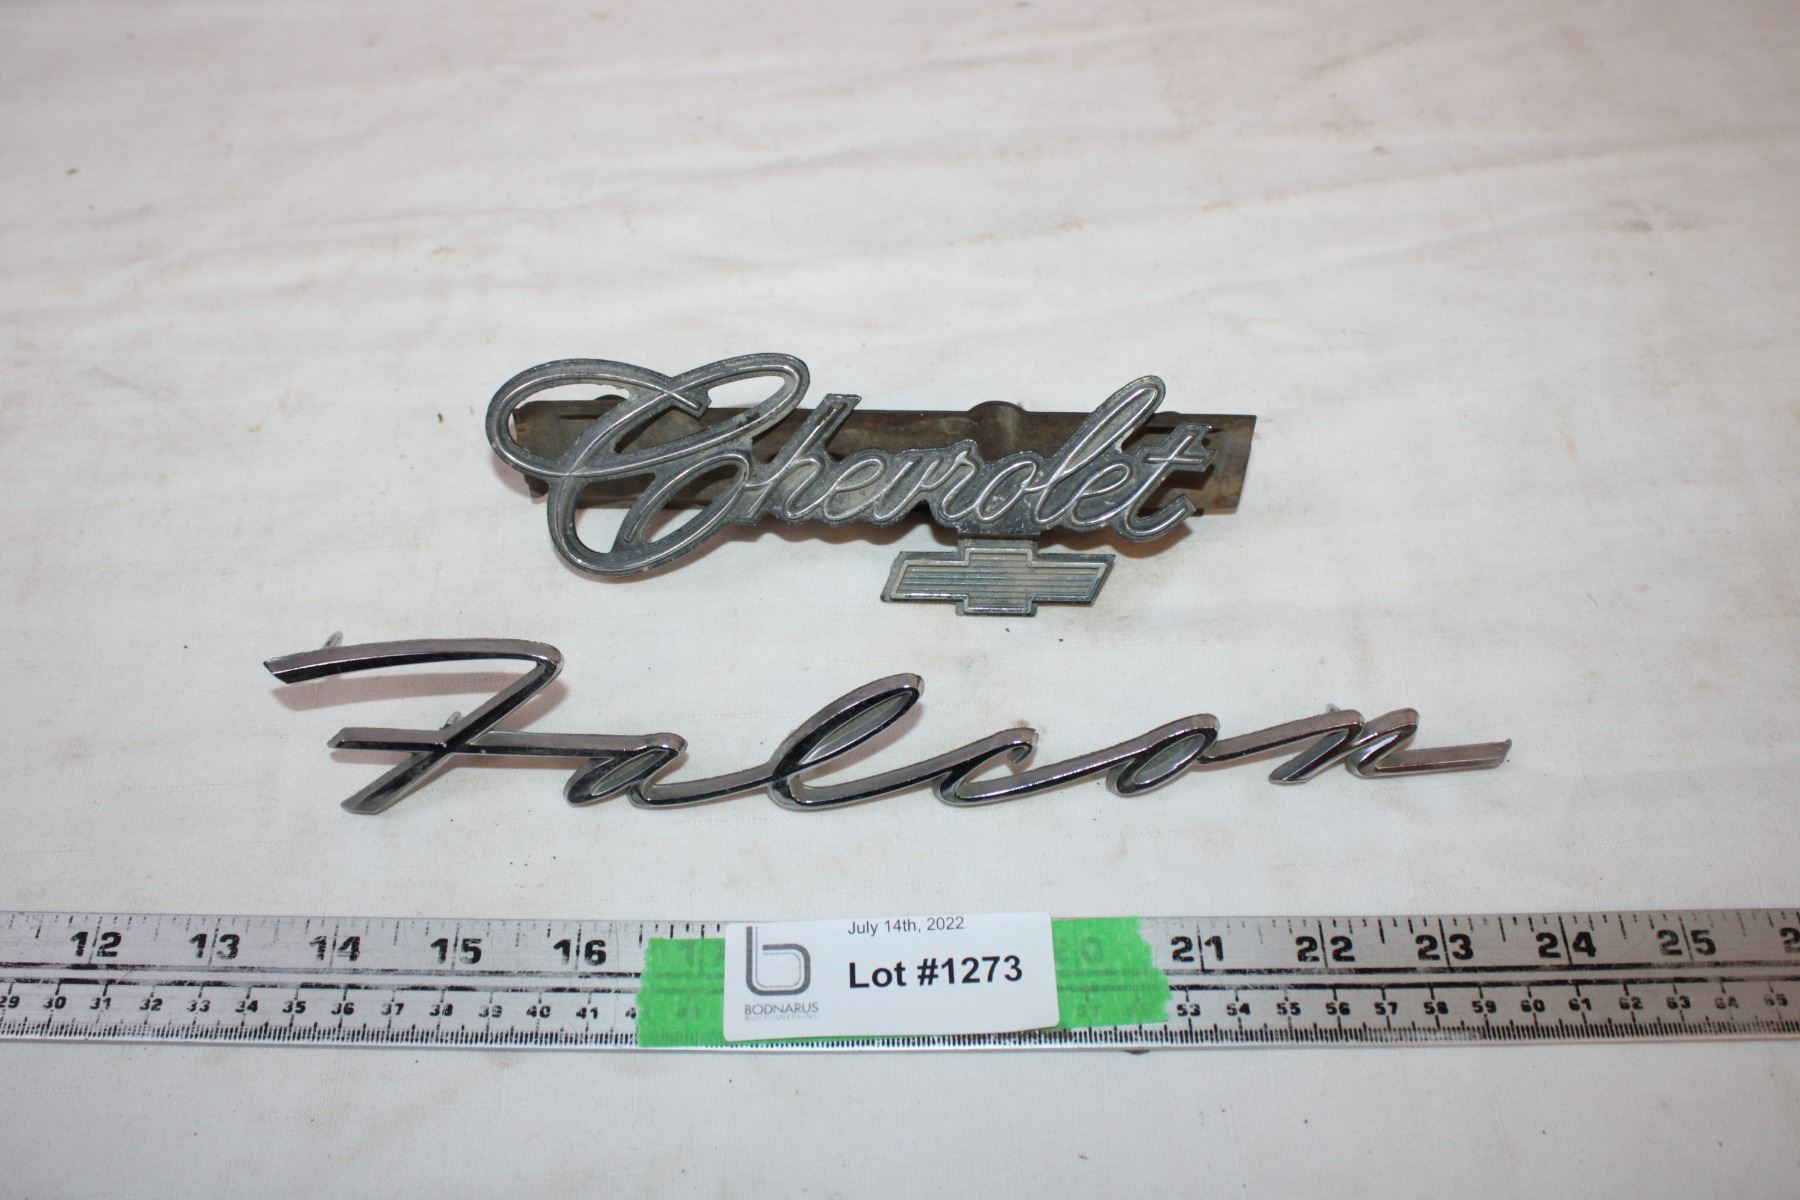 Chevrolet
Falcon
12 13 14 15 16 21 22 23 24 25
July 14th, 2022
Lot #1273
BODNARUS
AUCTIONEERING
29 30 31 32 33 34 35 36 37 38 39 40 41 53 54 55 56 57 58 59 60 61 62 63 64 65